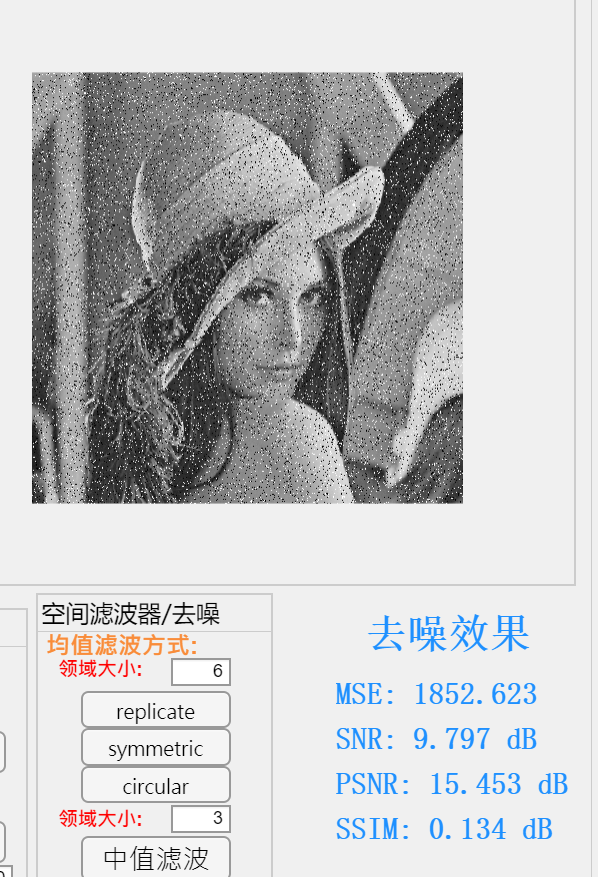 空间滤波器/去噪
均值滤波方式:
领域大小: 6
replicate
symmetric
circular
领域大小: 3
中值滤波
去噪效果
MSE: 1852.623
SNR: 9.797 dB
PSNR: 15.453 dB
SSIM: 0.134 dB